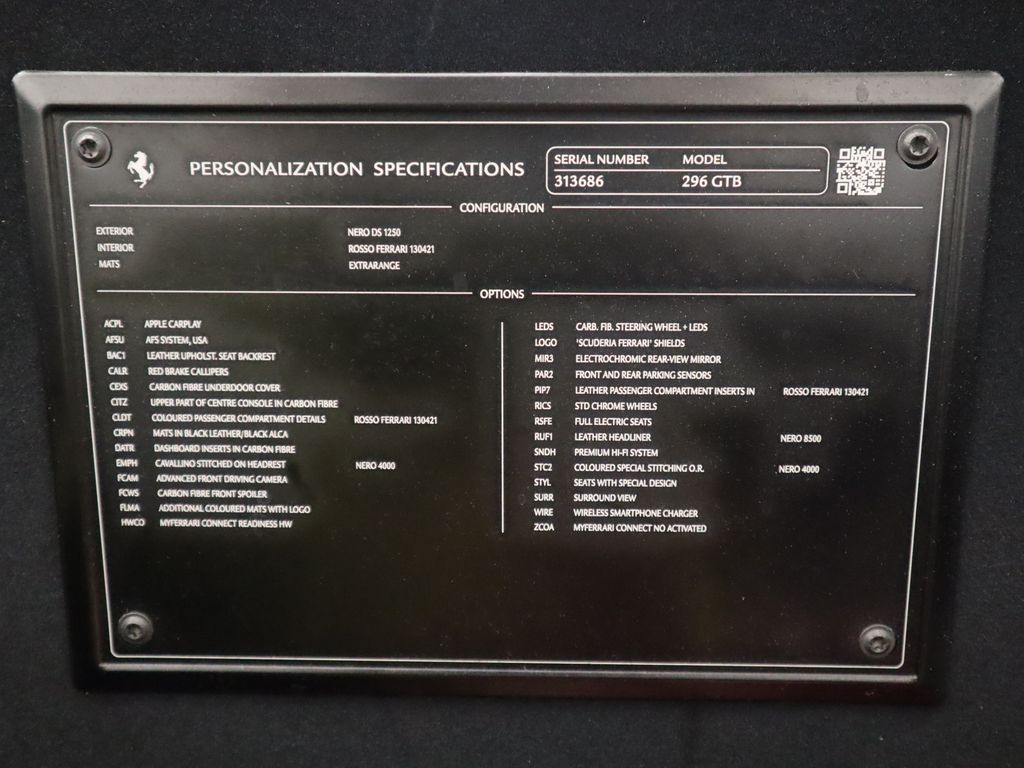 PERSONALIZATION SPECIFICATIONS
SERIAL NUMBER MODEL
313686 296 GTB
CONFIGURATION
EXTERIOR NERO DS 1250
INTERIOR ROSSO FERRARI 130421
MATS EXTRARANGE
OPTIONS
ACPL APPLE CARPLAY
AFSU AFS SYSTEM, USA
BAC1 LEATHER UPHOLST. SEAT BACKREST
CALR RED BRAKE CALLIPERS
CEXS CARBON FIBRE UNDERDOOR COVER
CITZ UPPER PART OF CENTRE CONSOLE IN CARBON FIBRE
CLDT COLOURED PASSENGER COMPARTMENT DETAILS ROSSO FERRARI 130421
CRPN MATS IN BLACK LEATHER/BLACK ALCA
DATR DASHBOARD INSERTS IN CARBON FIBRE
EMPH CAVALLINO STITCHED ON HEADREST NERO 4000
FCAM ADVANCED FRONT DRIVING CAMERA
FCWS CARBON FIBRE FRONT SPOILER
FLMA ADDITIONAL COLOURED MATS WITH LOGO
HWCO MYFERRARI CONNECT READINESS HW
LEDS CARB. FIB. STEERING WHEEL + LEDS
LOGO 'SCUDERIA FERRARI' SHIELDS
MIR3 ELECTROCHROMIC REAR-VIEW MIRROR
PAR2 FRONT AND REAR PARKING SENSORS
PIP7 LEATHER PASSENGER COMPARTMENT INSERTS IN ROSSO FERRARI 130421
RICS STD CHROME WHEELS
RSFE FULL ELECTRIC SEATS
RUF1 LEATHER HEADLINER NERO 8500
SNDH PREMIUM HI-FI SYSTEM
STC2 COLOURED SPECIAL STITCHING O.R. NERO 4000
STYL SEATS WITH SPECIAL DESIGN
SURR SURROUND VIEW
WIRE WIRELESS SMARTPHONE CHARGER
ZCOA MYFERRARI CONNECT NO ACTIVATED